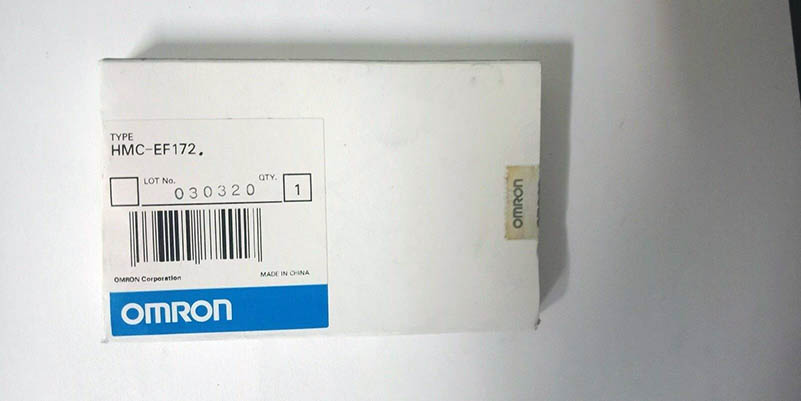 TYPE
HMC-EF172.
LOT No. 030320 QTY. 1
OMRON Corporation MADE IN CHINA
OMRON
OMRON